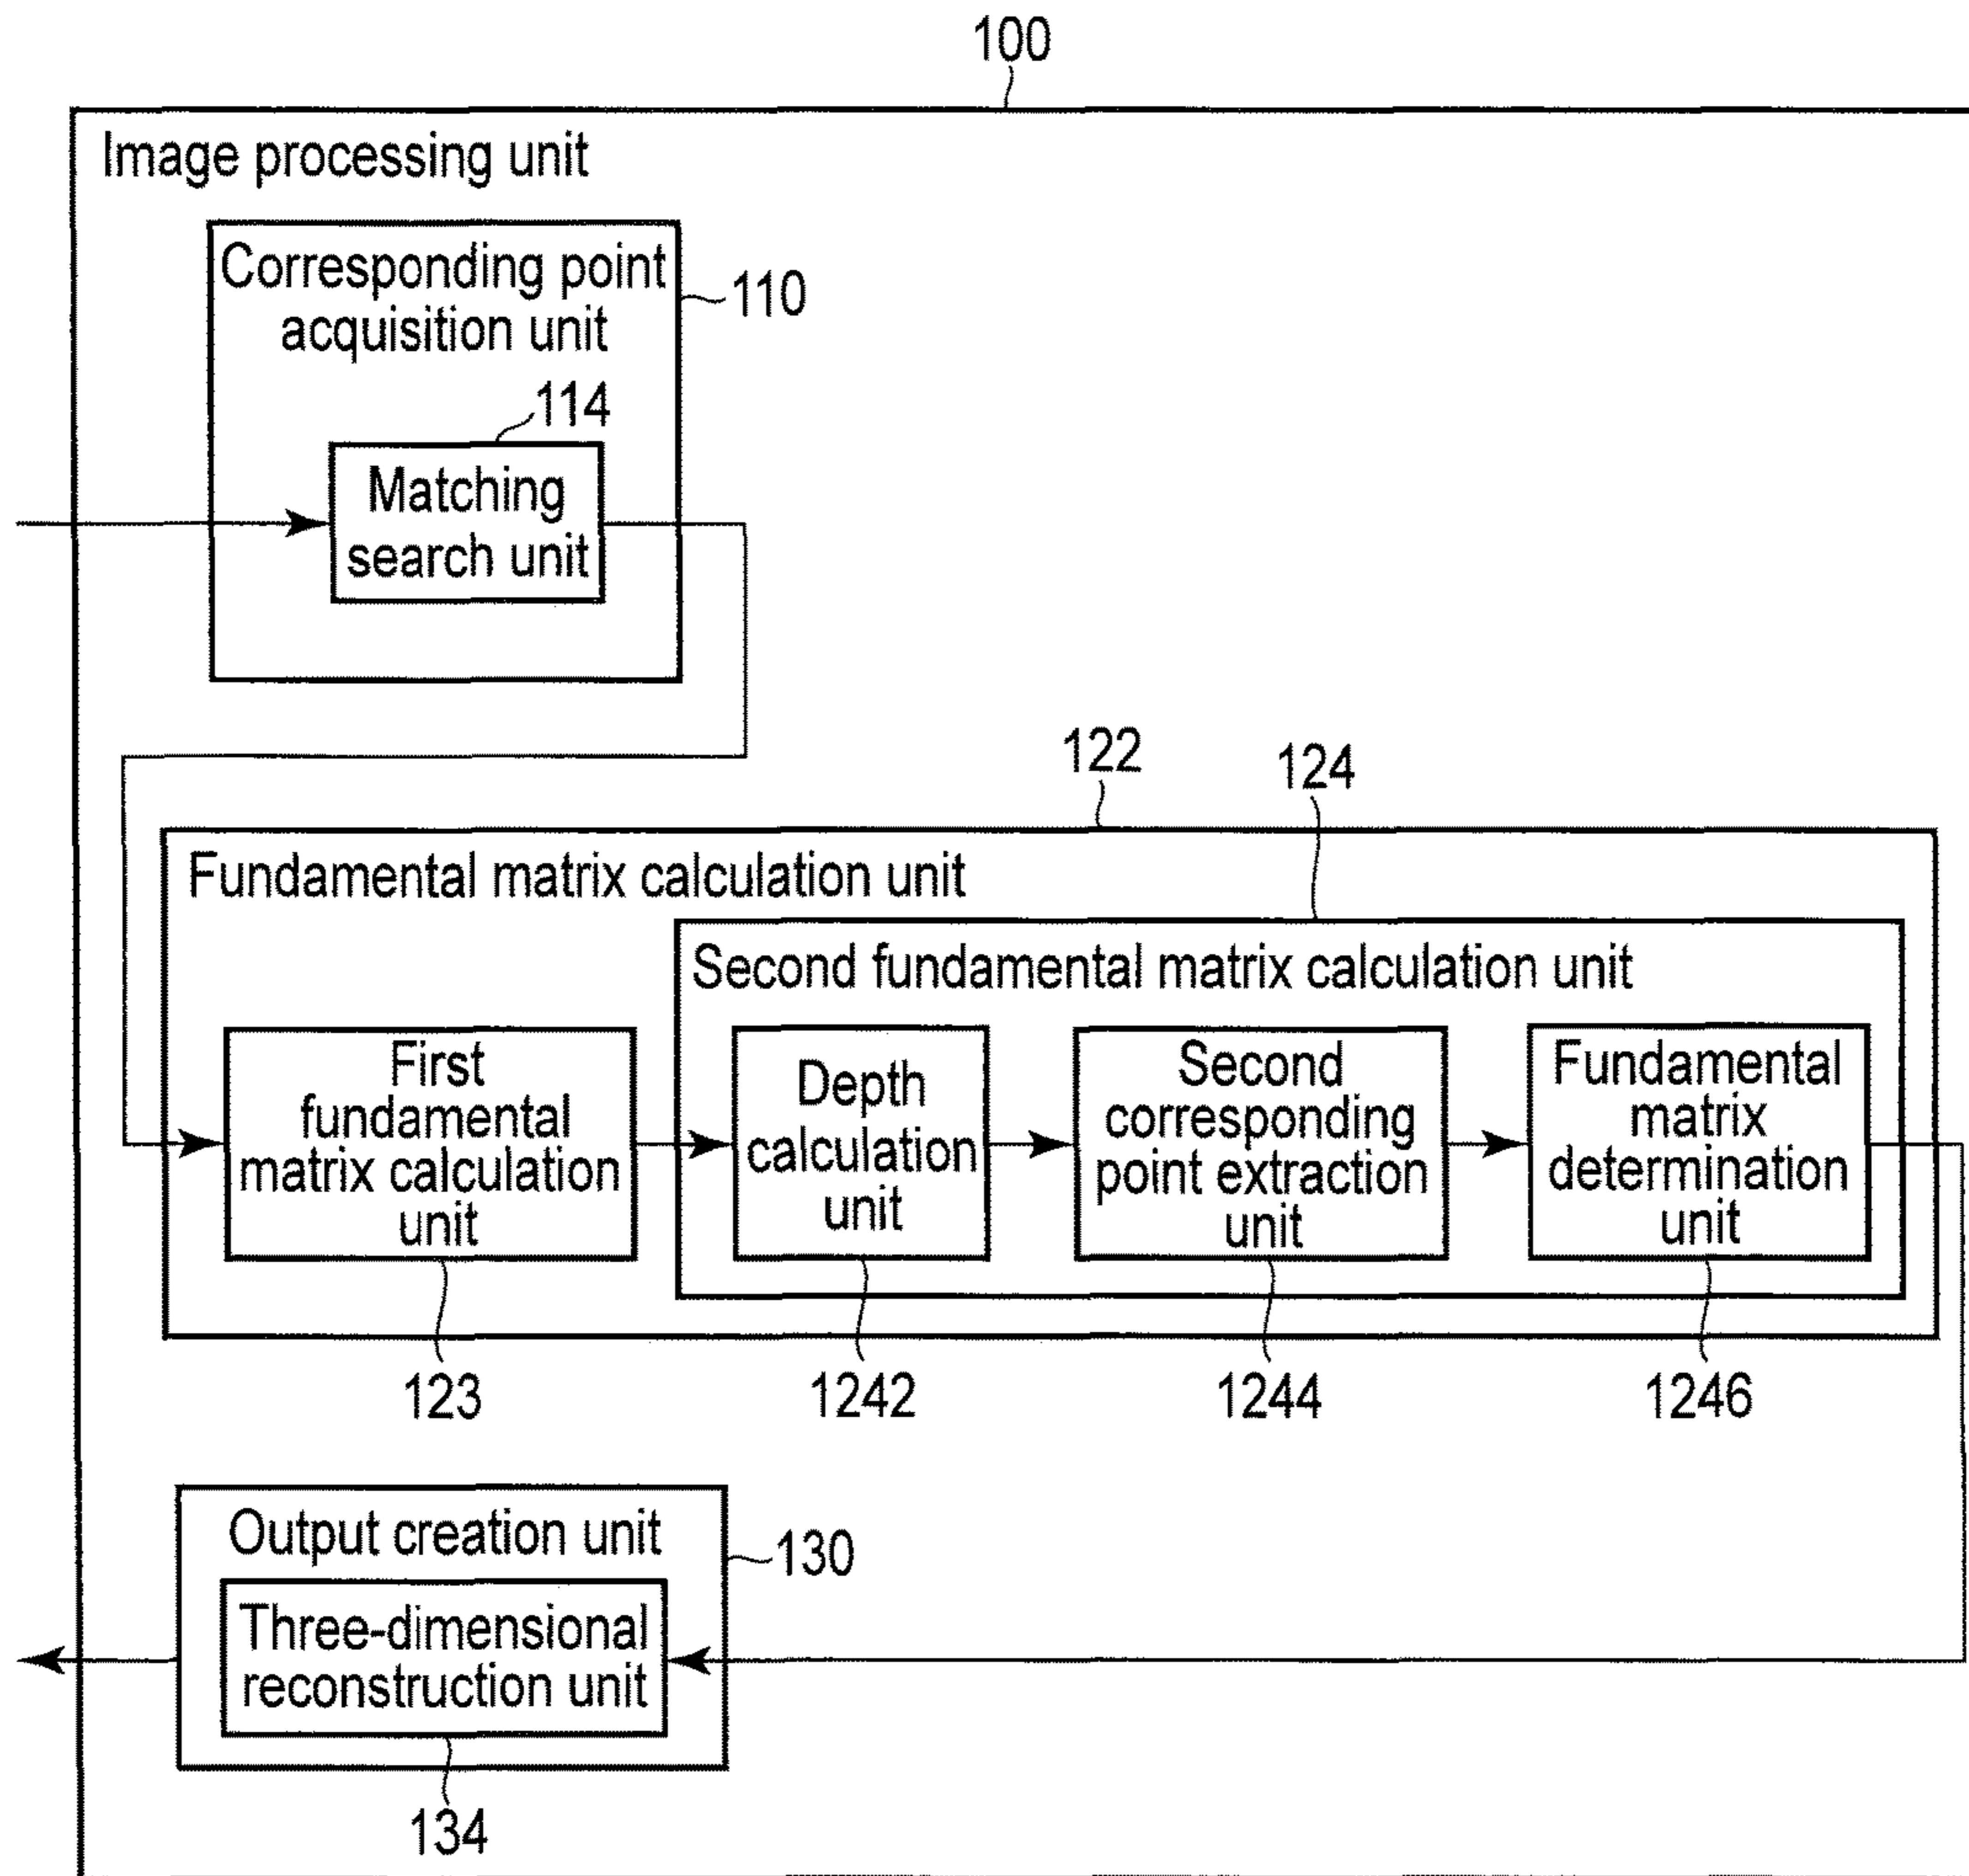 100
Image processing unit
Corresponding point
acquisition unit
110
114
Matching
search unit
122
124
Fundamental matrix calculation unit
Second fundamental matrix calculation unit
First
fundamental
matrix calculation
unit
Depth
calculation
unit
Second
corresponding
point extraction
unit
Fundamental
matrix
determination
unit
123
1242
1244
1246
Output creation unit
130
Three-dimensional
reconstruction unit
134